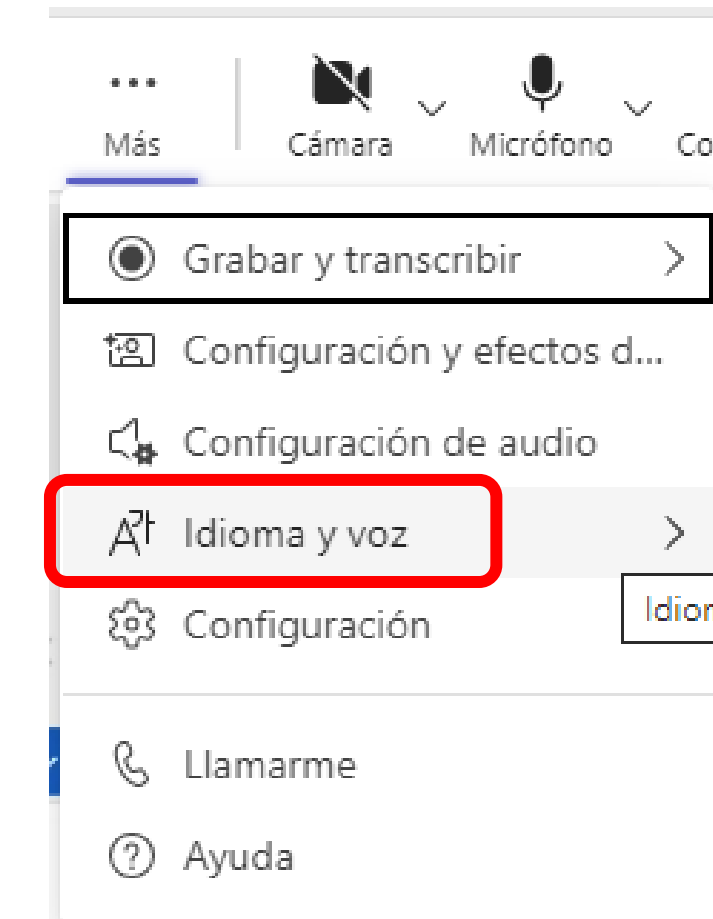 Más
Cámara
Micrófono
Grabar y transcribir
Configuración y efectos d...
Configuración de audio
Idioma y voz
Configuración
Llamarme
Ayuda